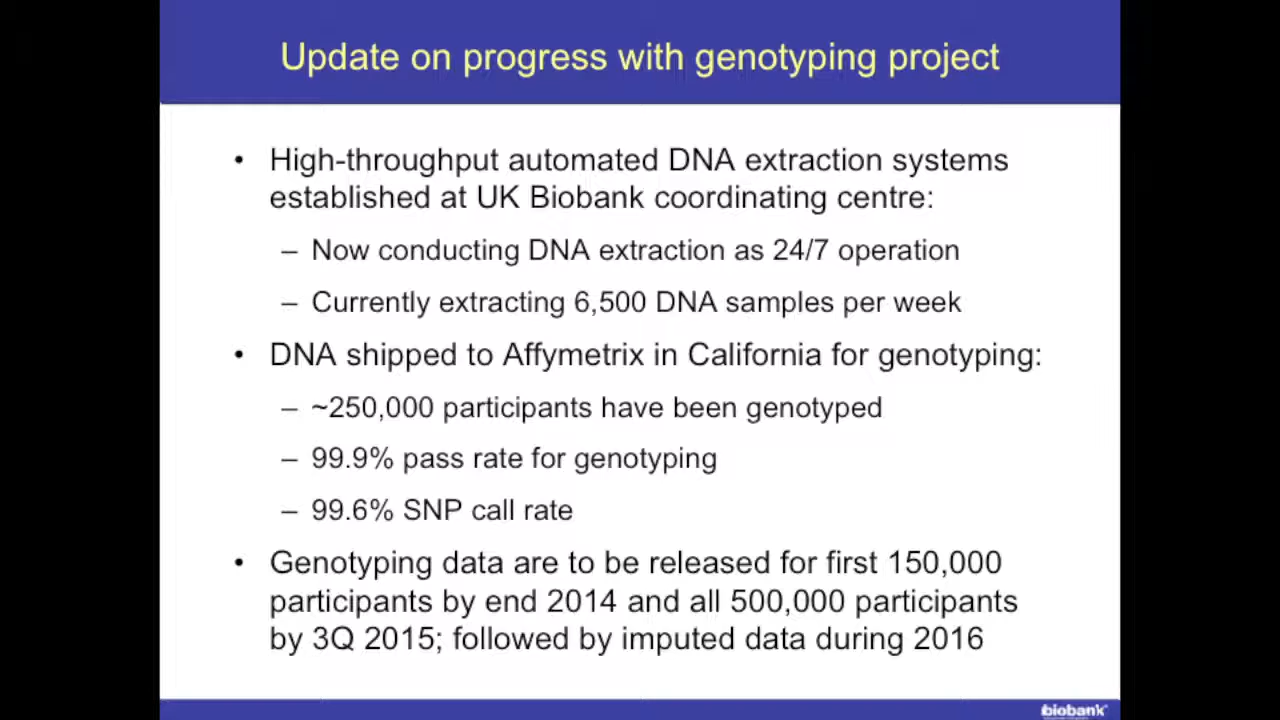 Update on progress with genotyping project
• High-throughput automated DNA extraction systems
established at UK Biobank coordinating centre:
– Now conducting DNA extraction as 24/7 operation
– Currently extracting 6,500 DNA samples per week
• DNA shipped to Affymetrix in California for genotyping:
– ~250,000 participants have been genotyped
– 99.9% pass rate for genotyping
– 99.6% SNP call rate
• Genotyping data are to be released for first 150,000
participants by end 2014 and all 500,000 participants
by 3Q 2015; followed by imputed data during 2016
biobank